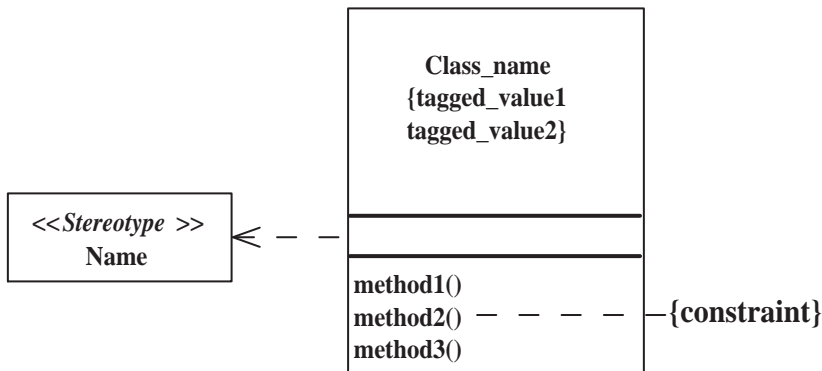 Class_name
{tagged_value1
tagged_value2}
<<Stereotype >>
Name
method1()
method2()
{constraint}
method3()